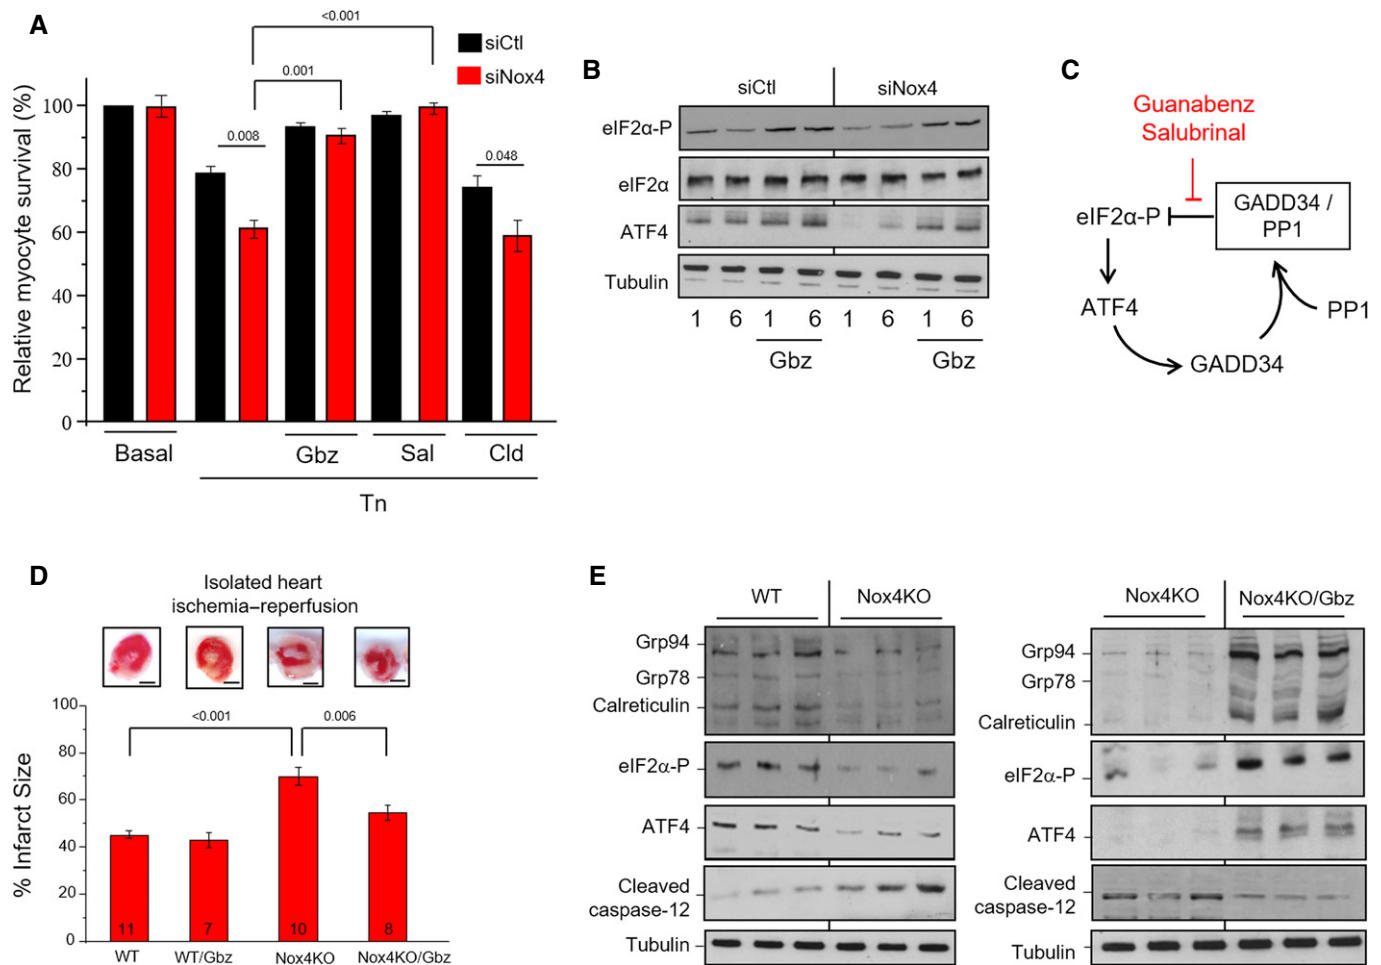 A
<0.001
siCtl
siNox4
0.001
0.008
0.048
Relative myocyte survival (%)
100
80
60
40
20
0
Basal
Gbz
Sal
Cld
Tn
B
siCtl
siNox4
eIF2α-P
eIF2α
ATF4
Tubulin
1 6 1 6 1 6 1 6
Gbz
Gbz
C
Guanabenz
Salubrinal
eIF2α-P
GADD34 /
PP1
ATF4
PP1
GADD34
D
Isolated heart
ischemia–reperfusion
<0.001
0.006
% Infarct Size
100
80
60
40
20
0
11 7 10 8
WT WT/Gbz Nox4KO Nox4KO/Gbz
E
WT
Nox4KO
Grp94
Grp78
Calreticulin
eIF2α-P
ATF4
Cleaved
caspase-12
Tubulin
Nox4KO
Nox4KO/Gbz
Grp94
Grp78
Calreticulin
eIF2α-P
ATF4
Cleaved
caspase-12
Tubulin